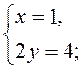 x = 1,
2y = 4;